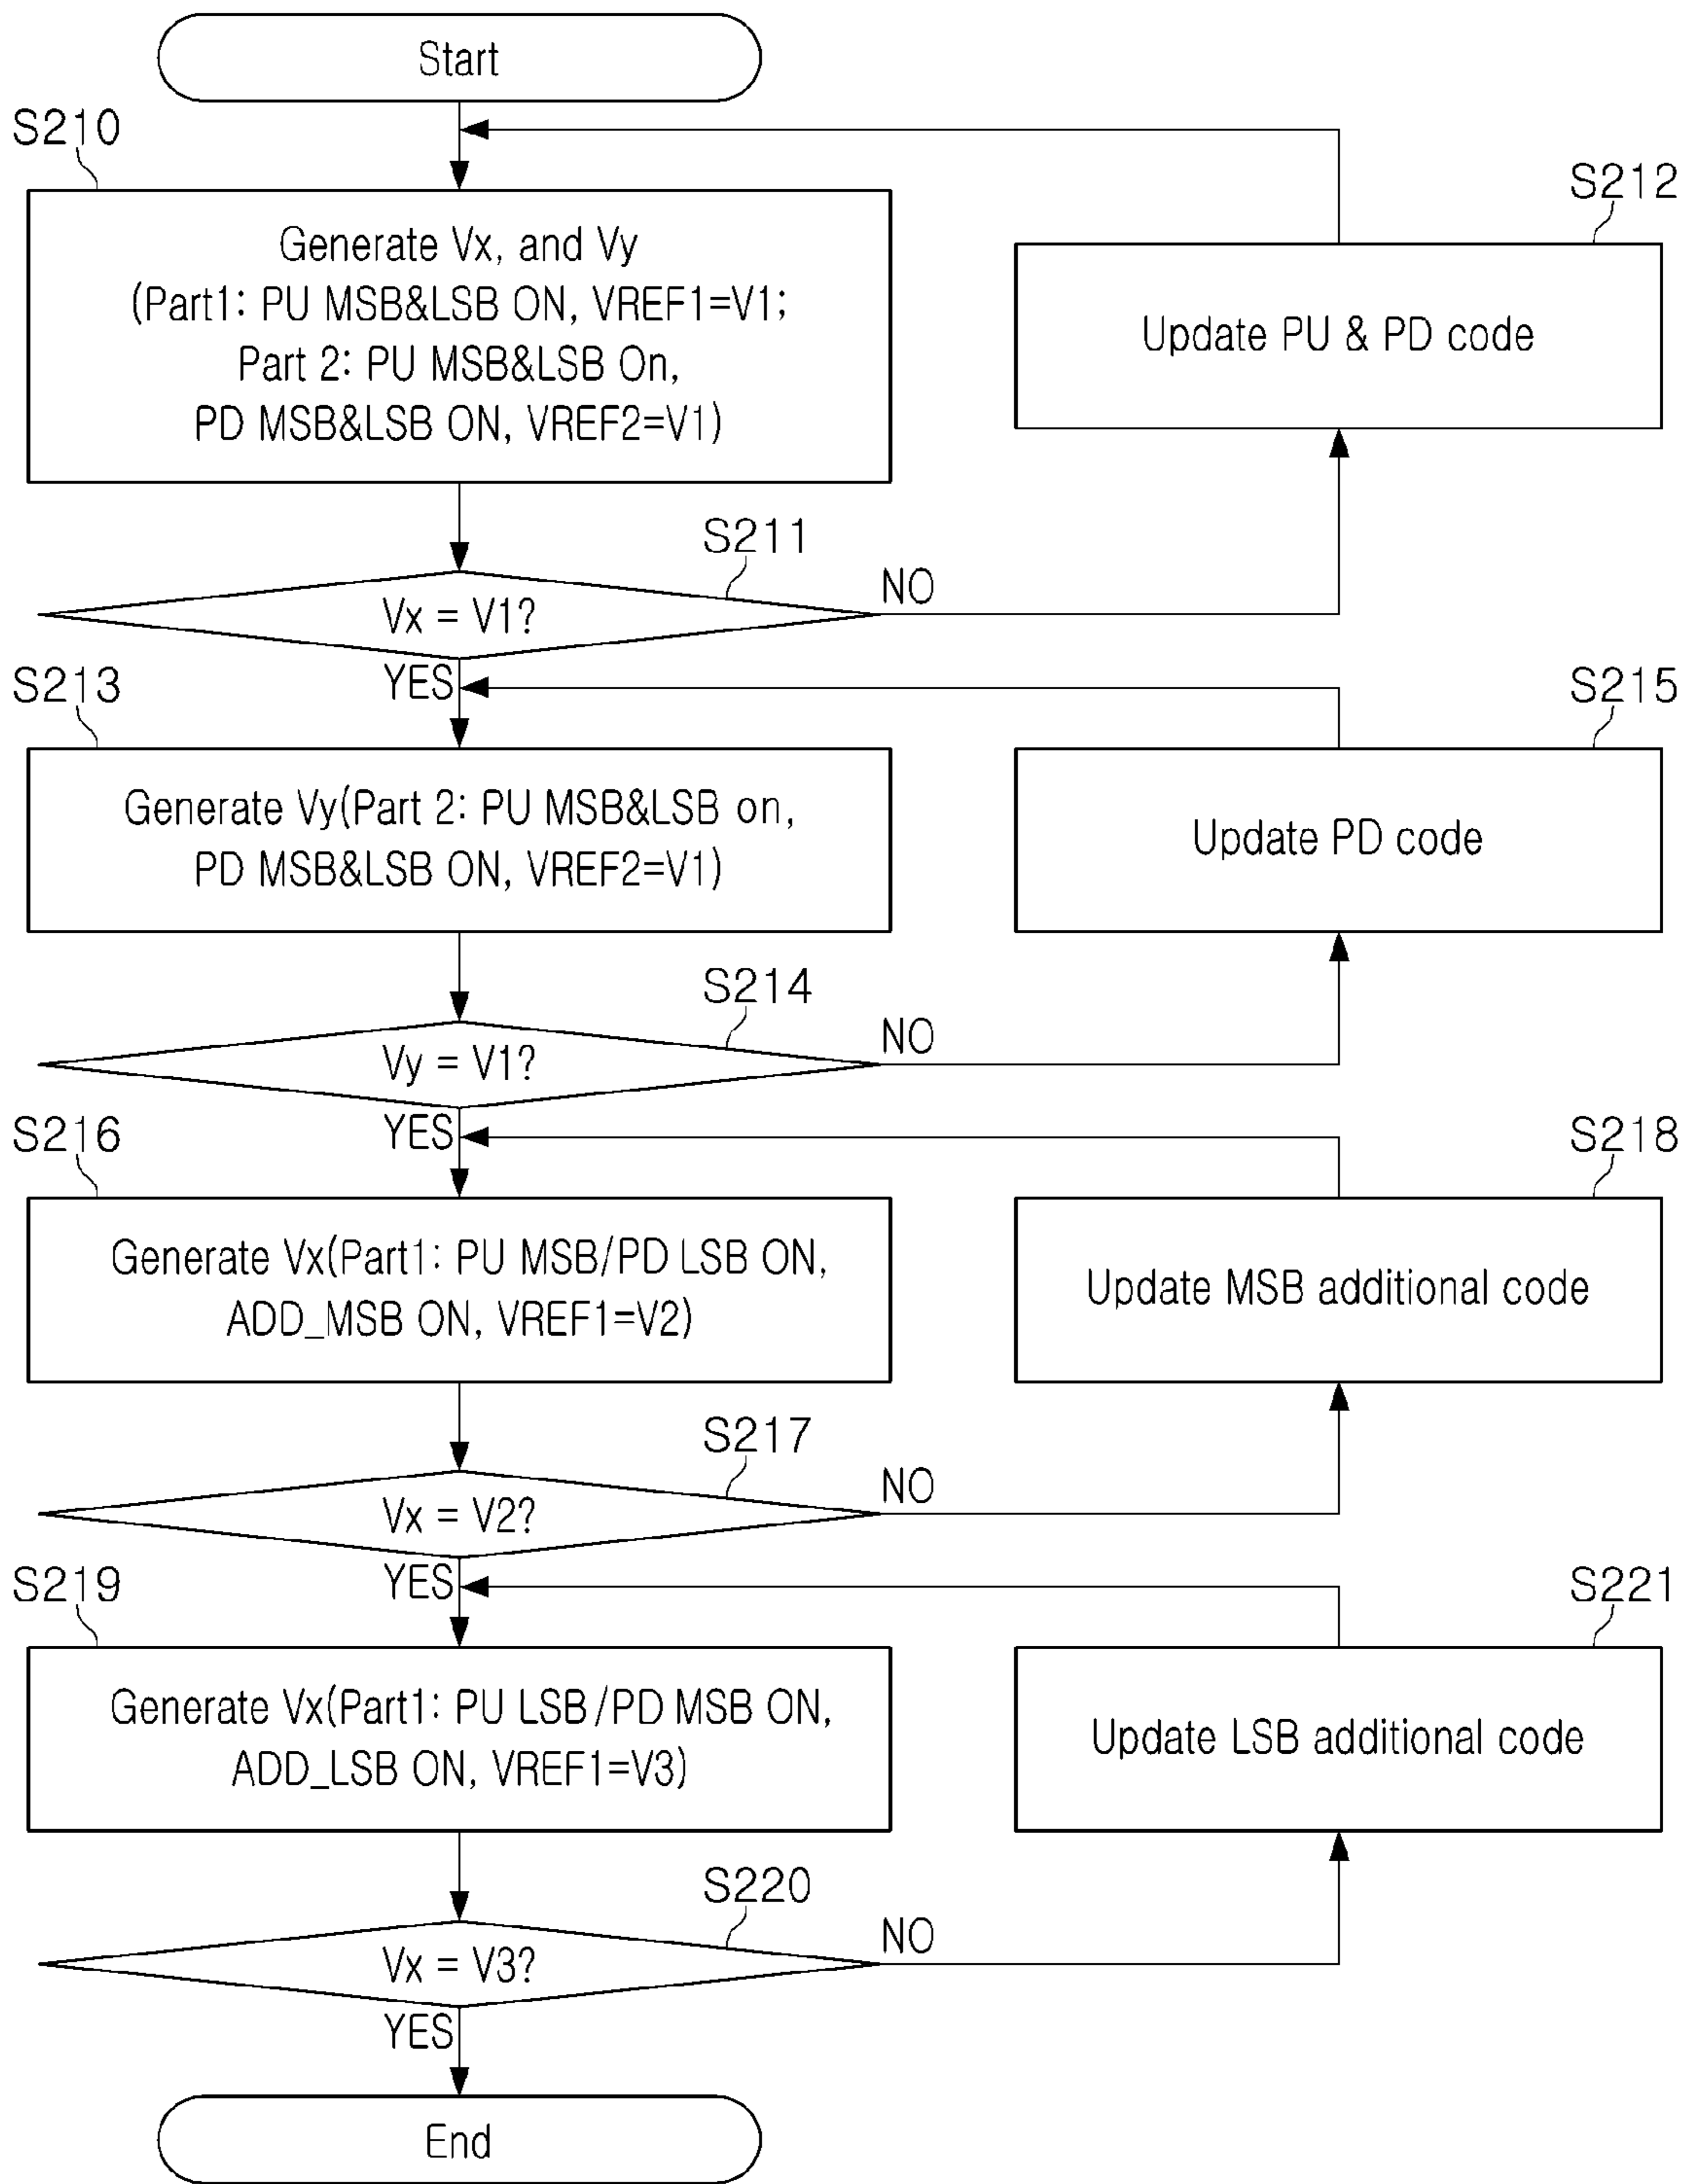 Start
S210
S212
Generate Vx, and Vy
(Part1: PU MSB&LSB ON, VREF1=V1;
Part 2: PU MSB&LSB On,
PD MSB&LSB ON, VREF2=V1)
Update PU & PD code
S211
Vx = V1?
NO
YES
S213
S215
Generate Vy(Part 2: PU MSB&LSB on,
PD MSB&LSB ON, VREF2=V1)
Update PD code
S214
Vy = V1?
NO
YES
S216
S218
Generate Vx(Part1: PU MSB/PD LSB ON,
ADD_MSB ON, VREF1=V2)
Update MSB additional code
S217
Vx = V2?
NO
YES
S219
S221
Generate Vx(Part1: PU LSB/PD MSB ON,
ADD_LSB ON, VREF1=V3)
Update LSB additional code
S220
Vx = V3?
NO
YES
End